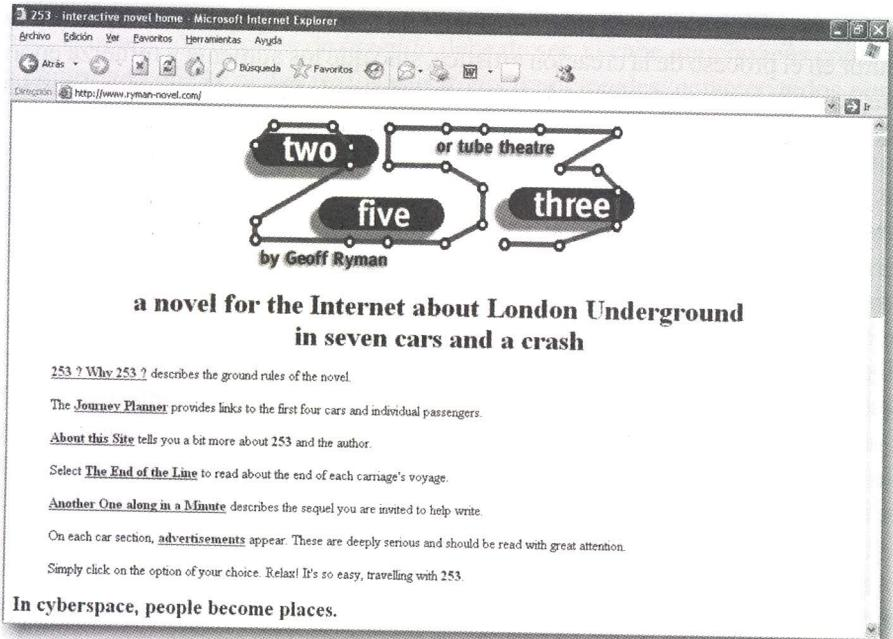 253 - interactive novel home - Microsoft Internet Explorer
Archivo Edición Ver Favoritos Herramientas Ayuda
Atrás Búsqueda Favoritos
Dirección http://www.ryman-novel.com/ Ir
two
or tube theatre
five
three
by Geoff Ryman
a novel for the Internet about London Underground
in seven cars and a crash
253 ? Why 253 ? describes the ground rules of the novel.
The Journey Planner provides links to the first four cars and individual passengers.
About this Site tells you a bit more about 253 and the author.
Select The End of the Line to read about the end of each carriage's voyage.
Another One along in a Minute describes the sequel you are invited to help write.
On each car section, advertisements appear. These are deeply serious and should be read with great attention.
Simply click on the option of your choice. Relax! It's so easy, travelling with 253.
In cyberspace, people become places.